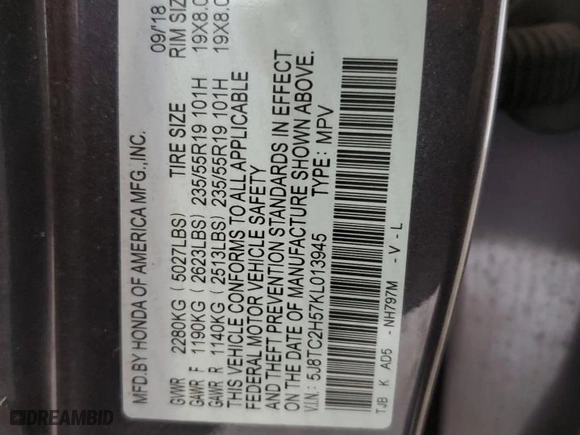 MFD.BY HONDA OF AMERICA MFG.,INC. 09/18
GVWR 2280KG (5027LBS) TIRE SIZE RIM SIZ
GAWR F 1190KG (2623LBS) 235/55R19 101H 19X8.0
GAWR R 1140KG (2513LBS) 235/55R19 101H 19X8.0
THIS VEHICLE CONFORMS TO ALL APPLICABLE
FEDERAL MOTOR VEHICLE SAFETY
AND THEFT PREVENTION STANDARDS IN EFFECT
ON THE DATE OF MANUFACTURE SHOWN ABOVE.
V.I.N.: 5J8TC2H57KL013945 TYPE: MPV
TJB K AD5 -NH797M -V-L
DREAMBID